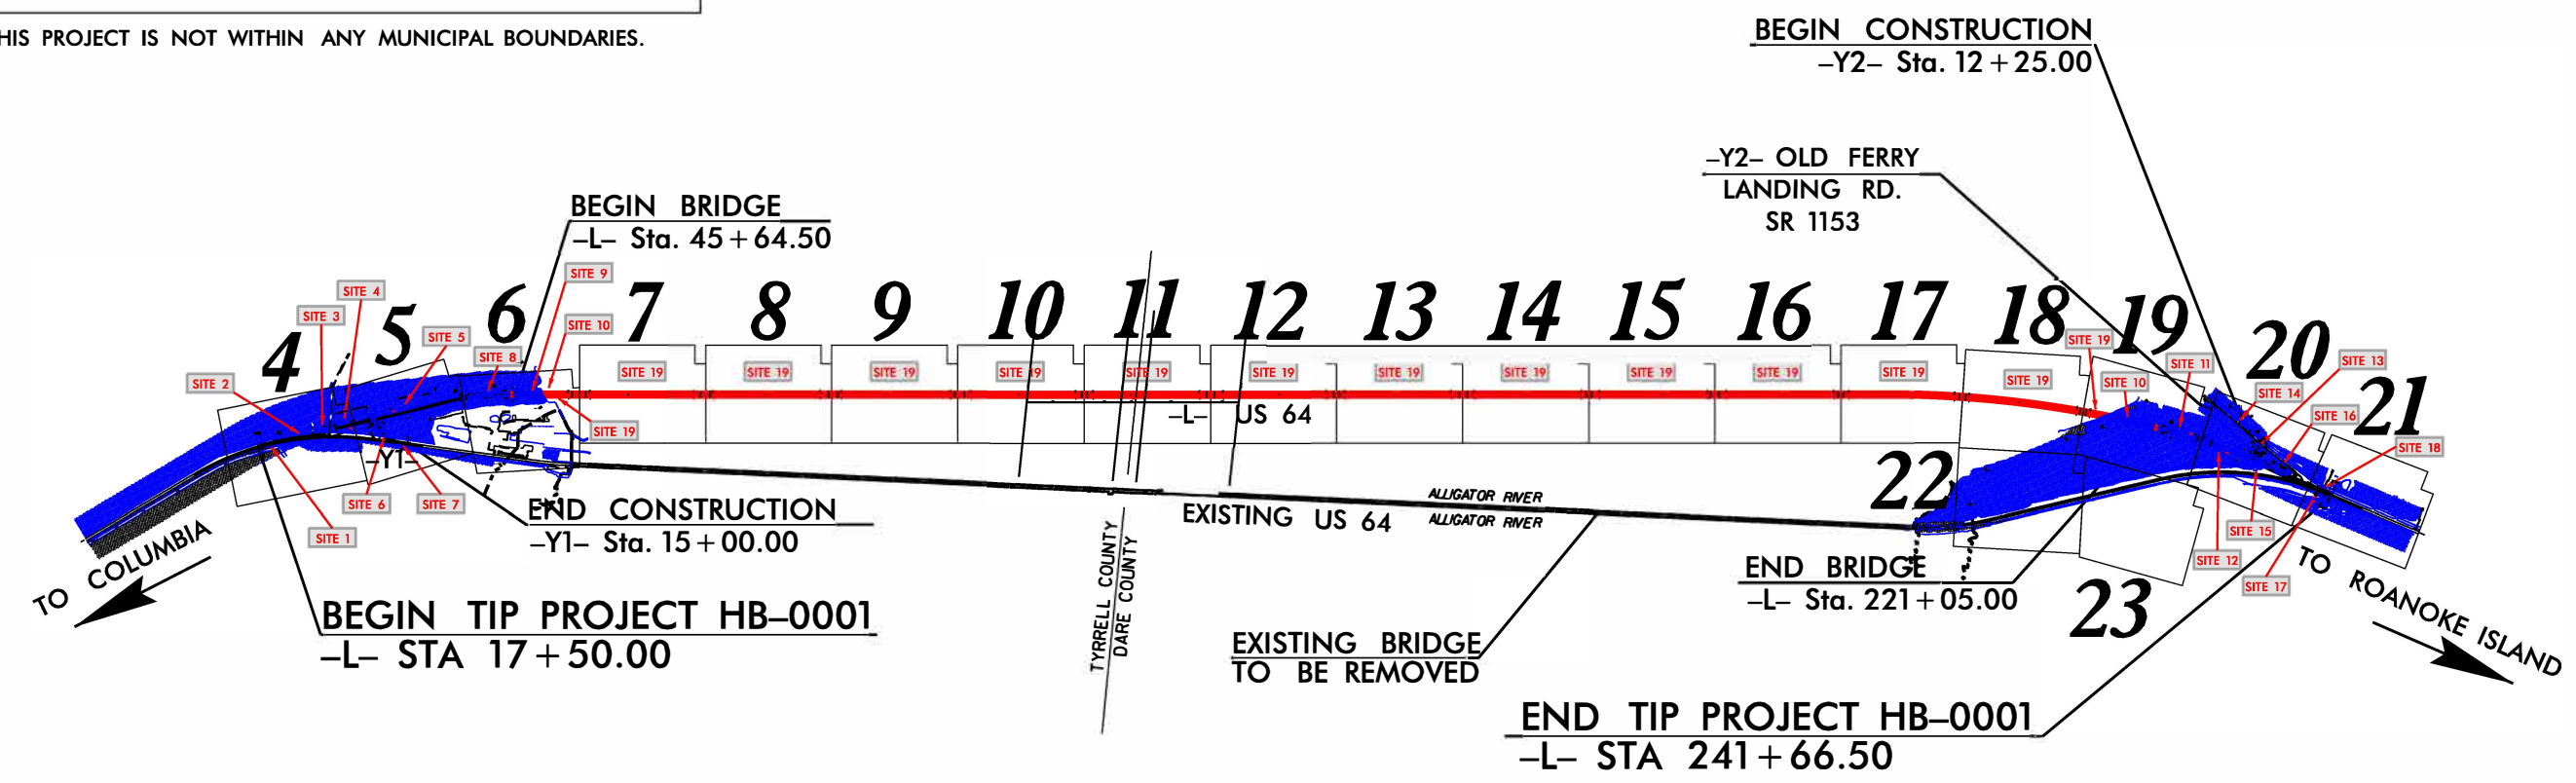 HIS PROJECT IS NOT WITHIN ANY MUNICIPAL BOUNDARIES.
BEGIN CONSTRUCTION
–Y2– Sta. 12+25.00
–Y2– OLD FERRY
LANDING RD.
SR 1153
BEGIN BRIDGE
–L– Sta. 45+64.50
SITE 9
SITE 4
SITE 3
SITE 10
SITE 5
SITE 8
SITE 2
4
5
6
7
8
9
10
11
12
13
14
15
16
17
18
19
20
21
SITE 19
SITE 19
SITE 19
SITE 19
SITE 19
SITE 19
SITE 19
SITE 19
SITE 19
SITE 19
SITE 19
SITE 19
SITE 19
SITE 10
SITE 11
SITE 13
SITE 14
SITE 16
SITE 18
–L– US 64
SITE 19
–Y1–
SITE 6
SITE 7
SITE 1
22
ALLIGATOR RIVER
EXISTING US 64
ALLIGATOR RIVER
END CONSTRUCTION
–Y1– Sta. 15+00.00
TO COLUMBIA
TYRRELL COUNTY
DARE COUNTY
END BRIDGE
–L– Sta. 221+05.00
SITE 15
SITE 12
SITE 17
23
TO ROANOKE ISLAND
BEGIN TIP PROJECT HB–0001
–L– STA 17+50.00
EXISTING BRIDGE
TO BE REMOVED
END TIP PROJECT HB–0001
–L– STA 241+66.50